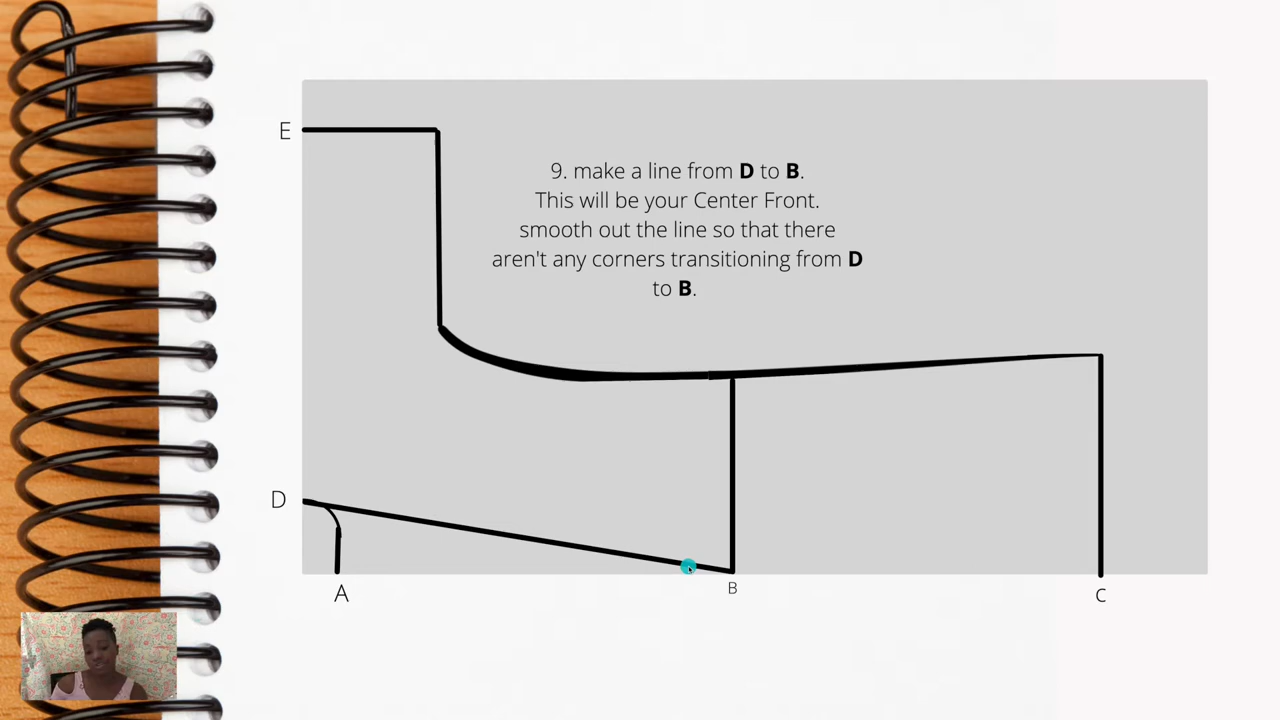 E
9. make a line from D to B.
This will be your Center Front.
smooth out the line so that there
aren't any corners transitioning from D
to B.
D
A
B
C